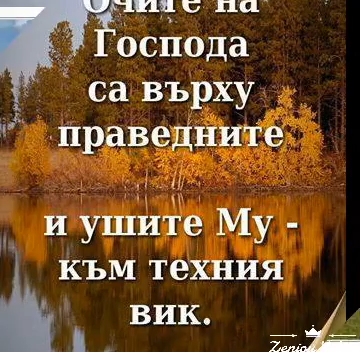 Очите на
Господа
са върху
праведните
и ушите Му -
към техния
вик.